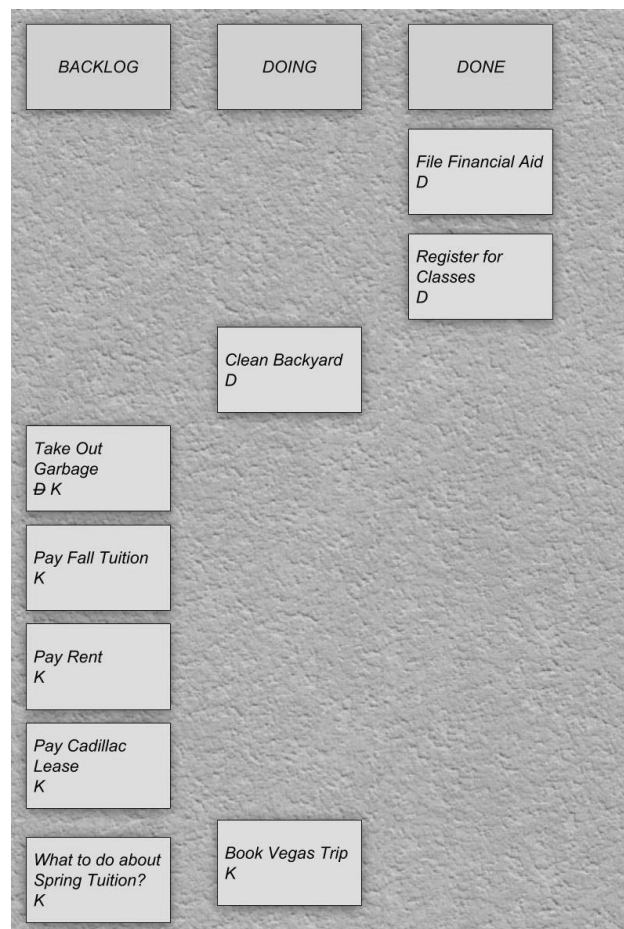 BACKLOG
DOING
DONE
File Financial Aid
D
Register for
Classes
D
Clean Backyard
D
Take Out
Garbage
D K
Pay Fall Tuition
K
Pay Rent
K
Pay Cadillac
Lease
K
What to do about
Spring Tuition?
K
Book Vegas Trip
K